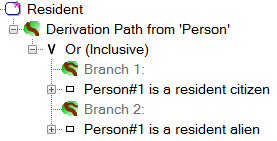 Resident
Derivation Path from 'Person'
V Or (Inclusive)
Branch 1:
Person#1 is a resident citizen
Branch 2:
Person#1 is a resident alien